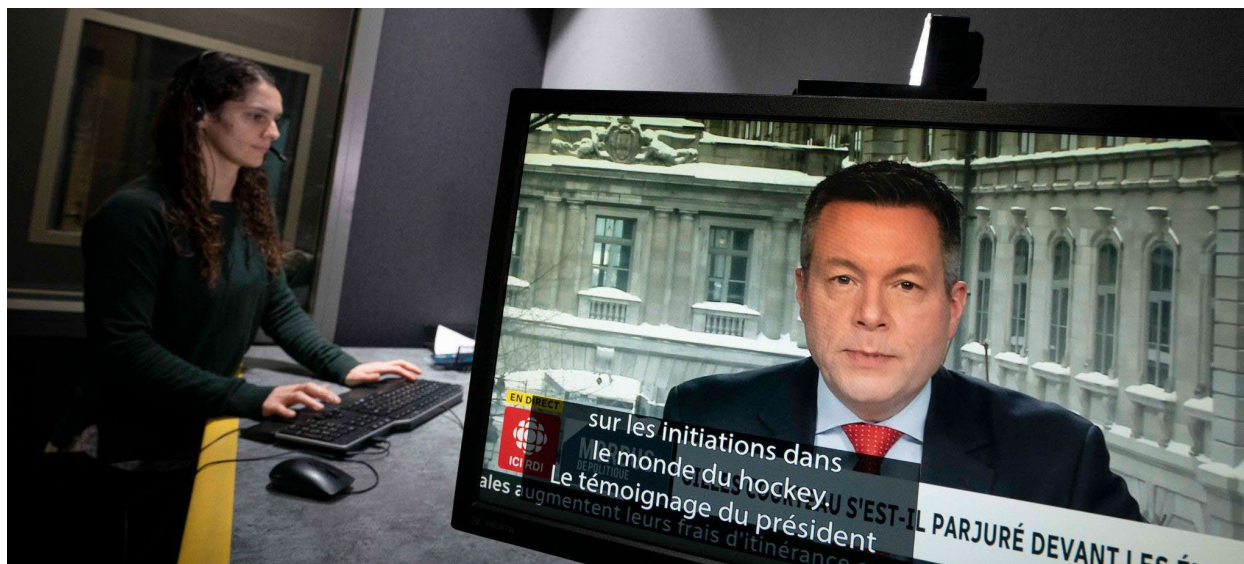 EN DIRECT
ICI RDI
sur les initiations dans
le monde du hockey.
Le témoignage du président
S'EST-IL PARJURÉ DEVANT LES
ales augmentent leurs frais d'itinérance